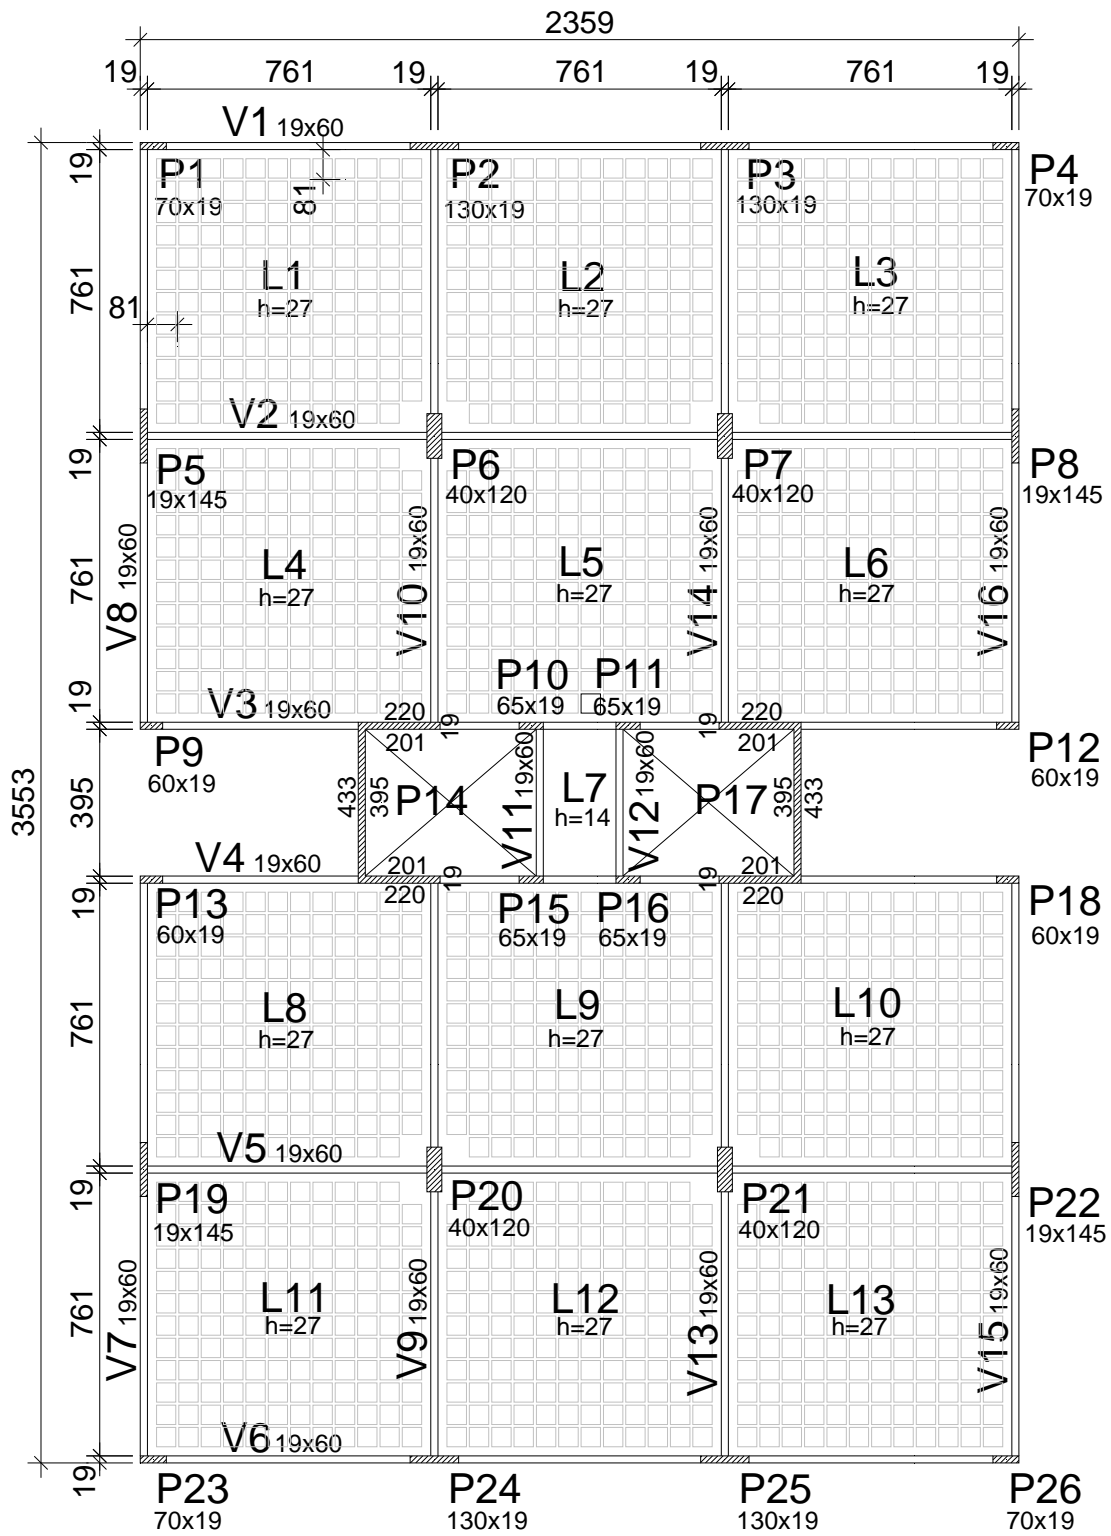 2359
19 761 19 761 19 761 19
V1 19x60
19
P1
70x19
81
P2
130x19
P3
130x19
P4
70x19
761
81
L1
h=27
L2
h=27
L3
h=27
V2 19x60
19
P5
19x145
P6
40x120
P7
40x120
P8
19x145
761
V8 19x60
L4
h=27
V10 19x60
L5
h=27
V14 19x60
L6
h=27
V16 19x60
19
V3 19x60
P10
65x19
P11
65x19
220
19
201
19
220
201
P9
60x19
P12
60x19
3553
395
433
395
P14
V11 19x60
L7
h=14
V12 19x60
P17
395
433
V4 19x60
201
19
220
19
201
220
19
P13
60x19
P15
65x19
P16
65x19
P18
60x19
761
L8
h=27
L9
h=27
L10
h=27
V5 19x60
19
P19
19x145
P20
40x120
P21
40x120
P22
19x145
761
V7 19x60
L11
h=27
V9 19x60
L12
h=27
V13 19x60
L13
h=27
V15 19x60
V6 19x60
19
P23
70x19
P24
130x19
P25
130x19
P26
70x19